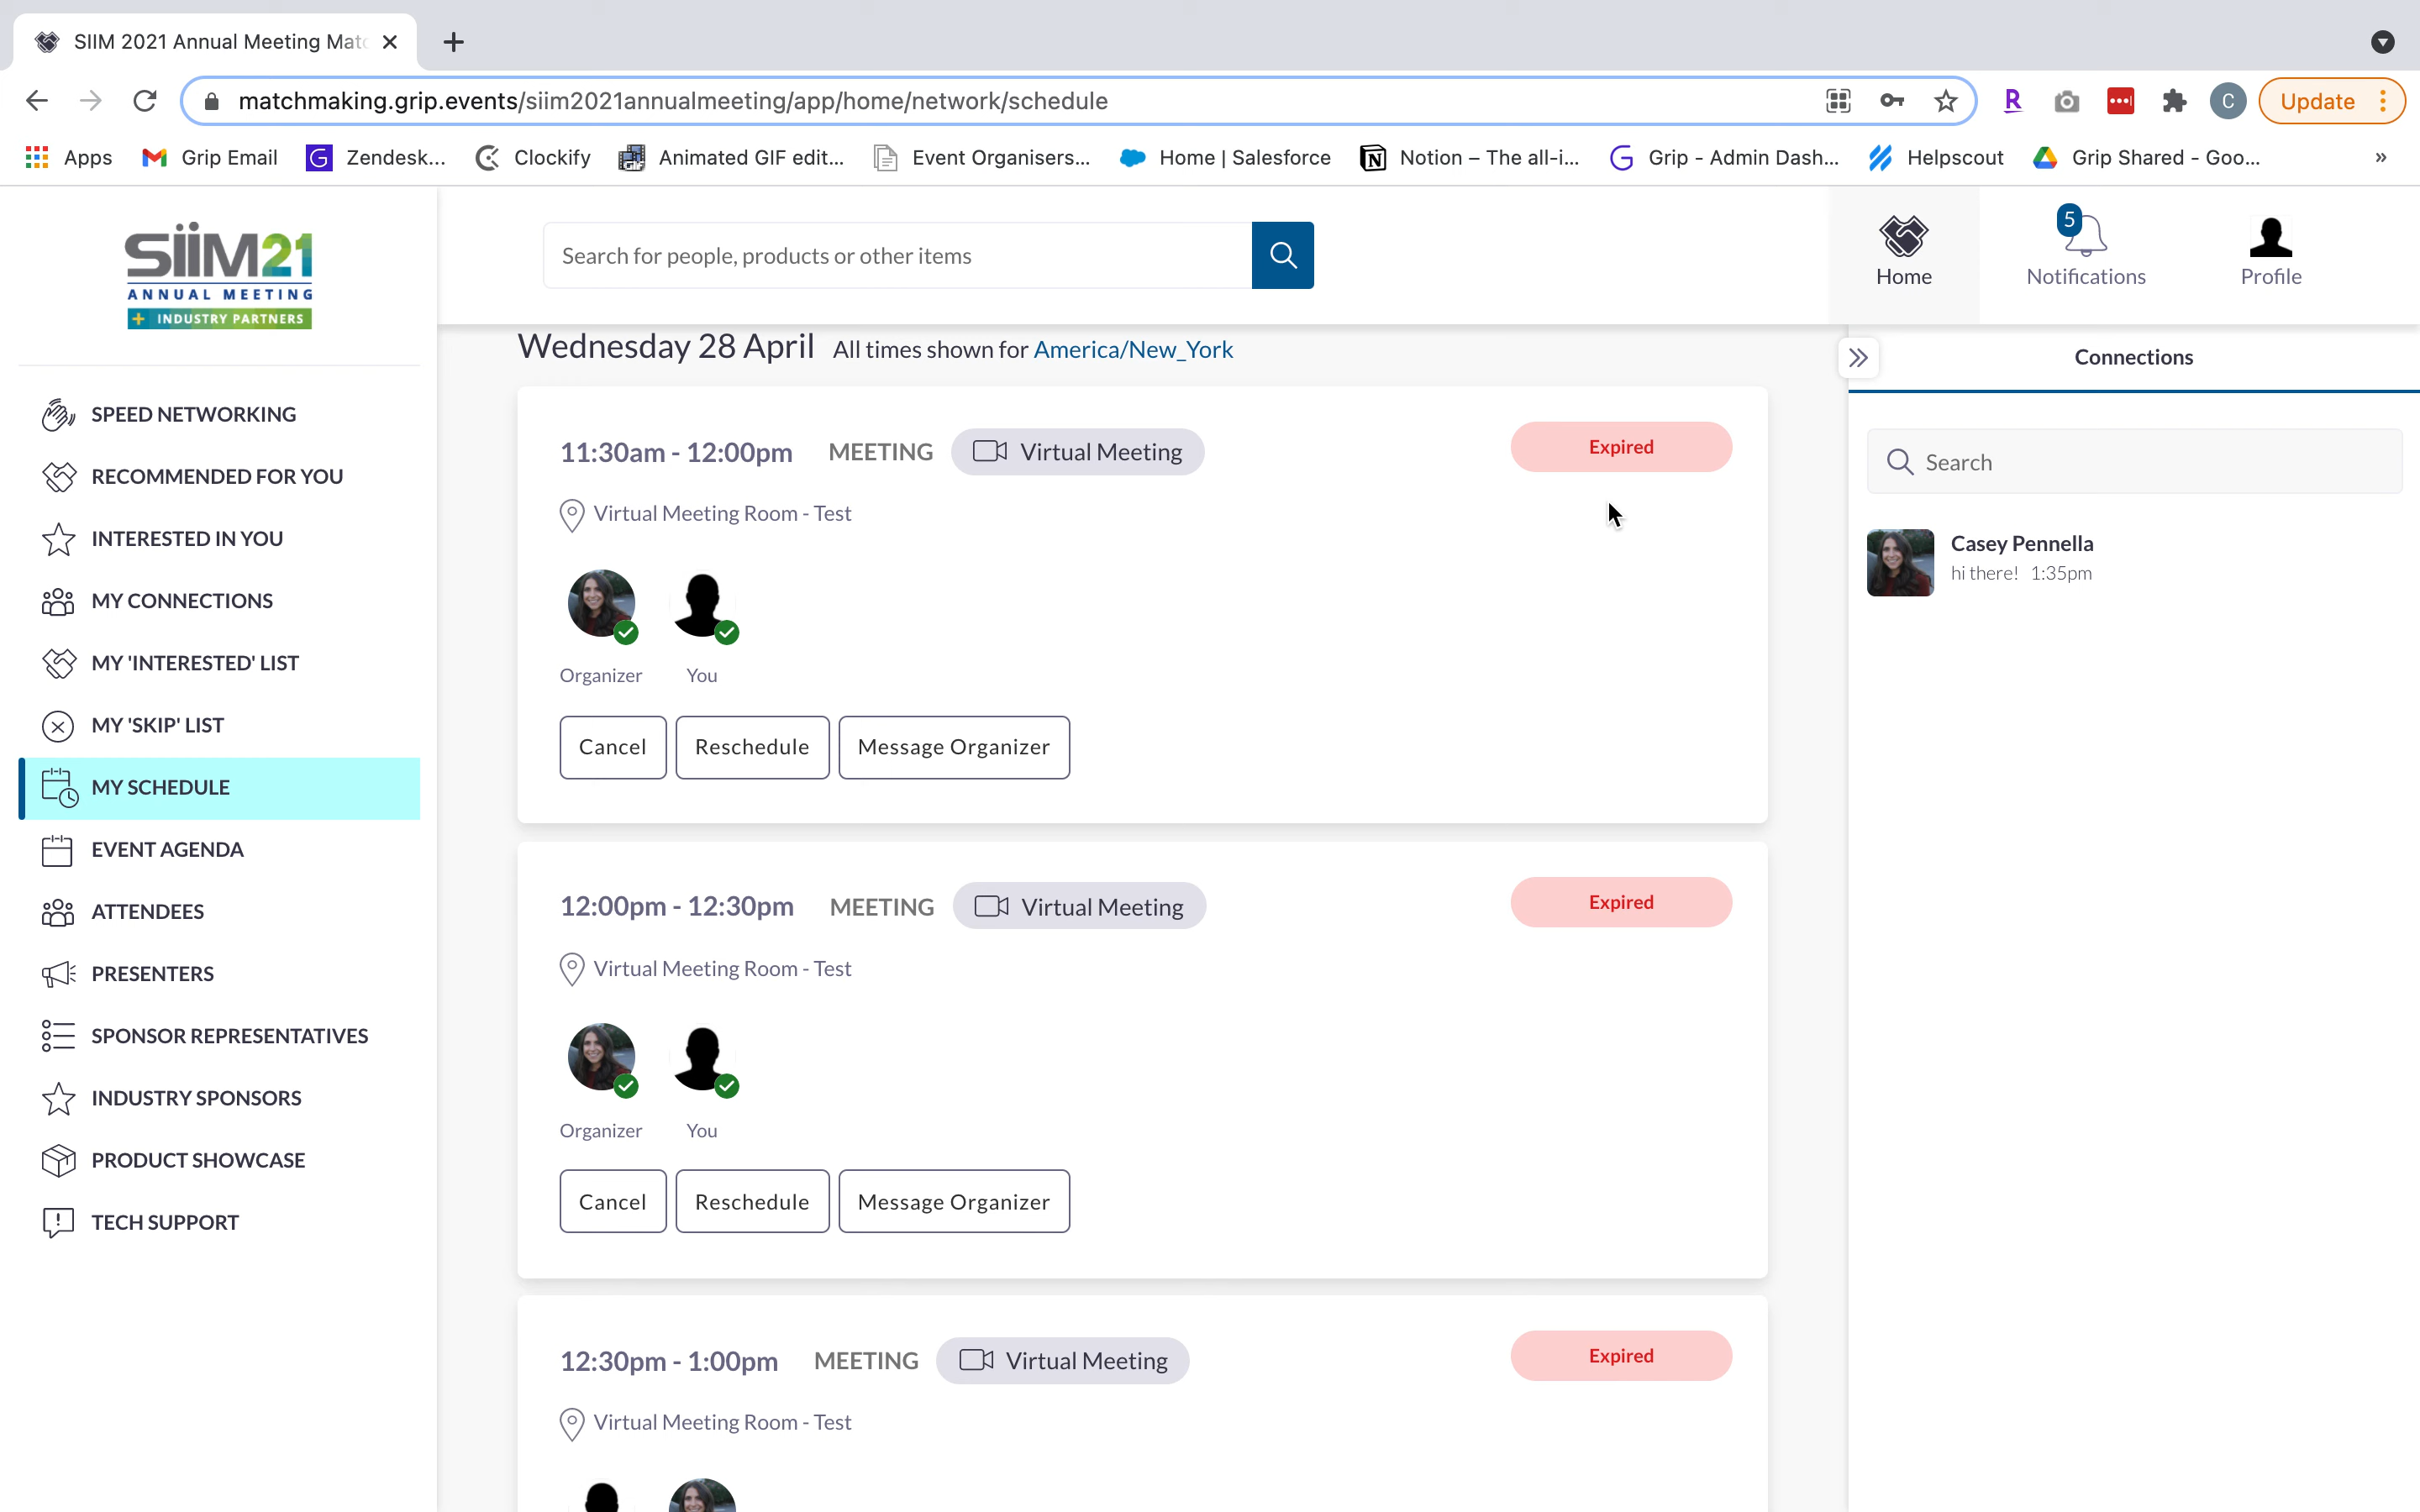 SIIM 2021 Annual Meeting Matc
matchmaking.grip.events/siim2021annualmeeting/app/home/network/schedule
R
C
Update
Apps
Grip Email
Zendesk...
Clockify
Animated GIF edit...
Event Organisers...
Home | Salesforce
Notion – The all-i...
Grip - Admin Dash...
Helpscout
Grip Shared - Goo...
»
SiiM21
ANNUAL MEETING
+ INDUSTRY PARTNERS
Search for people, products or other items
Home
5
Notifications
Profile
SPEED NETWORKING
RECOMMENDED FOR YOU
INTERESTED IN YOU
MY CONNECTIONS
MY 'INTERESTED' LIST
MY 'SKIP' LIST
MY SCHEDULE
EVENT AGENDA
ATTENDEES
PRESENTERS
SPONSOR REPRESENTATIVES
INDUSTRY SPONSORS
PRODUCT SHOWCASE
TECH SUPPORT
Wednesday 28 April All times shown for America/New_York
11:30am - 12:00pm MEETING Virtual Meeting Expired
Virtual Meeting Room - Test
Organizer You
Cancel Reschedule Message Organizer
12:00pm - 12:30pm MEETING Virtual Meeting Expired
Virtual Meeting Room - Test
Organizer You
Cancel Reschedule Message Organizer
12:30pm - 1:00pm MEETING Virtual Meeting Expired
Virtual Meeting Room - Test
Connections
Search
Casey Pennella
hi there! 1:35pm